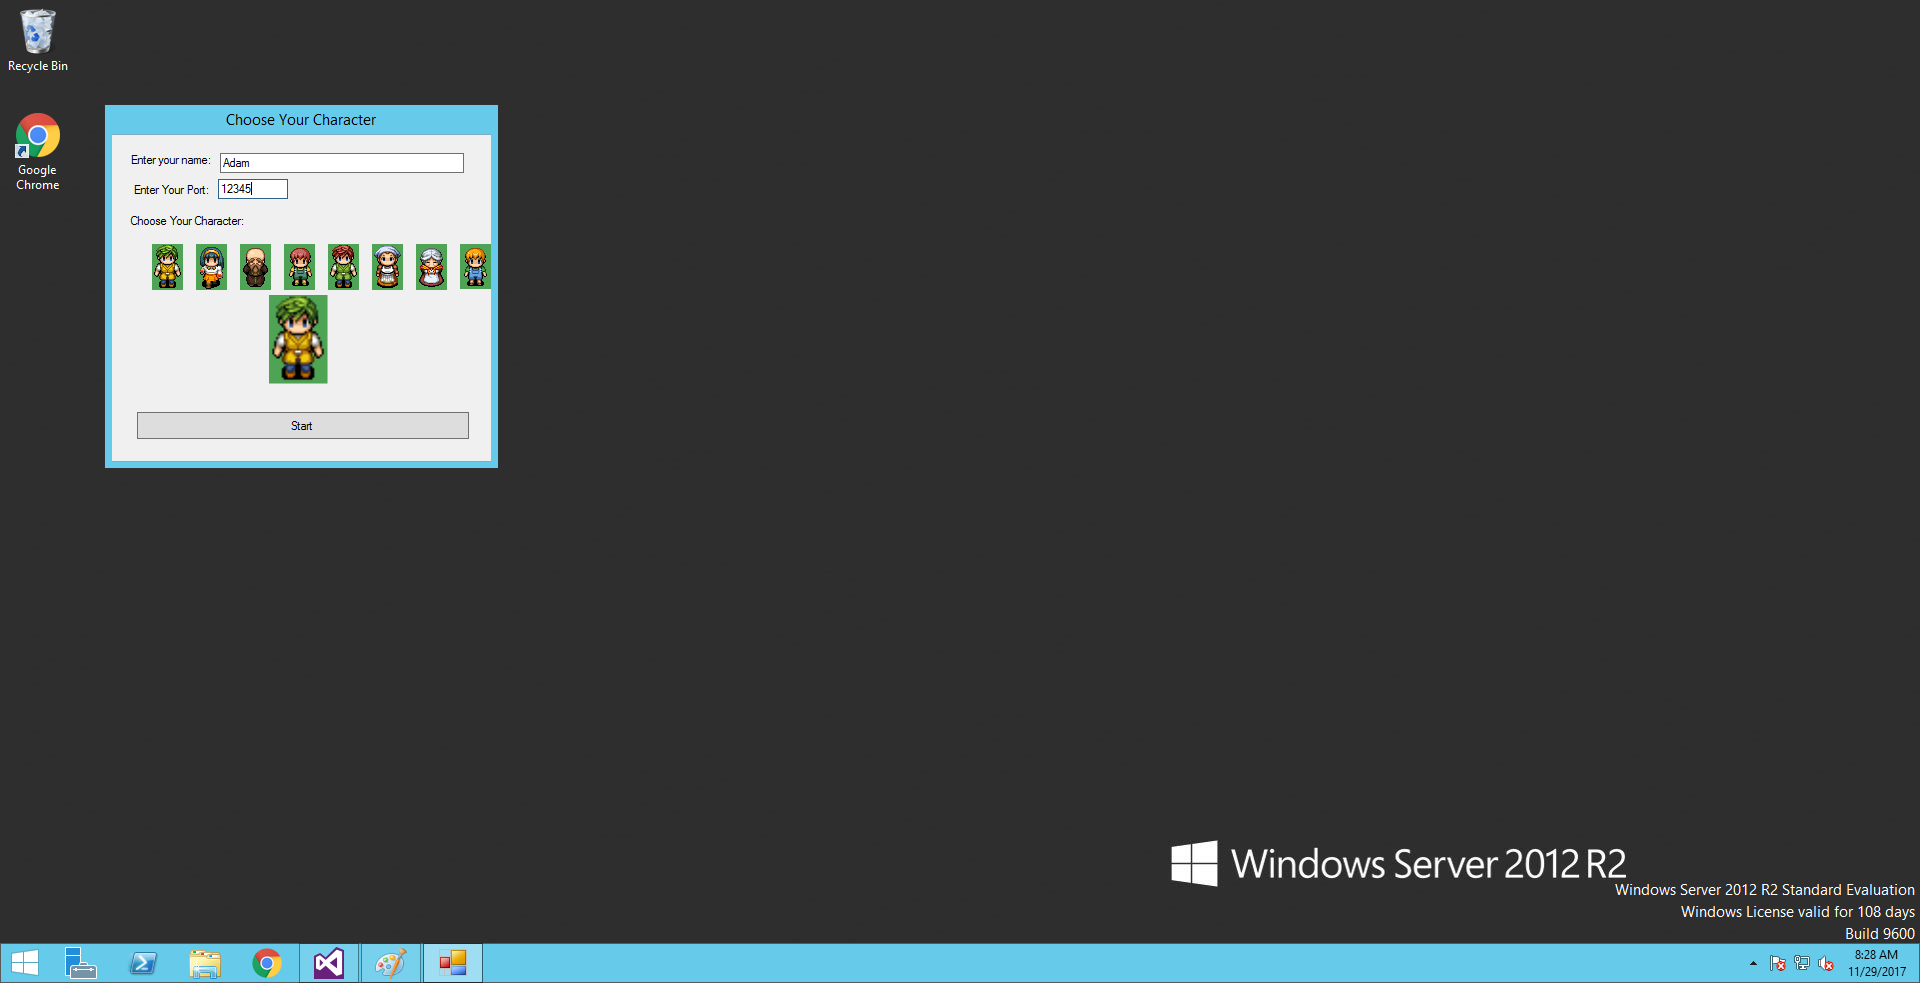 Recycle Bin
Google
Chrome
Choose Your Character
Enter your name:
Adam
Enter Your Port:
12345
Choose Your Character:
Start
Windows Server 2012 R2
Windows Server 2012 R2 Standard Evaluation
Windows License valid for 108 days
Build 9600
8:28 AM
11/29/2017